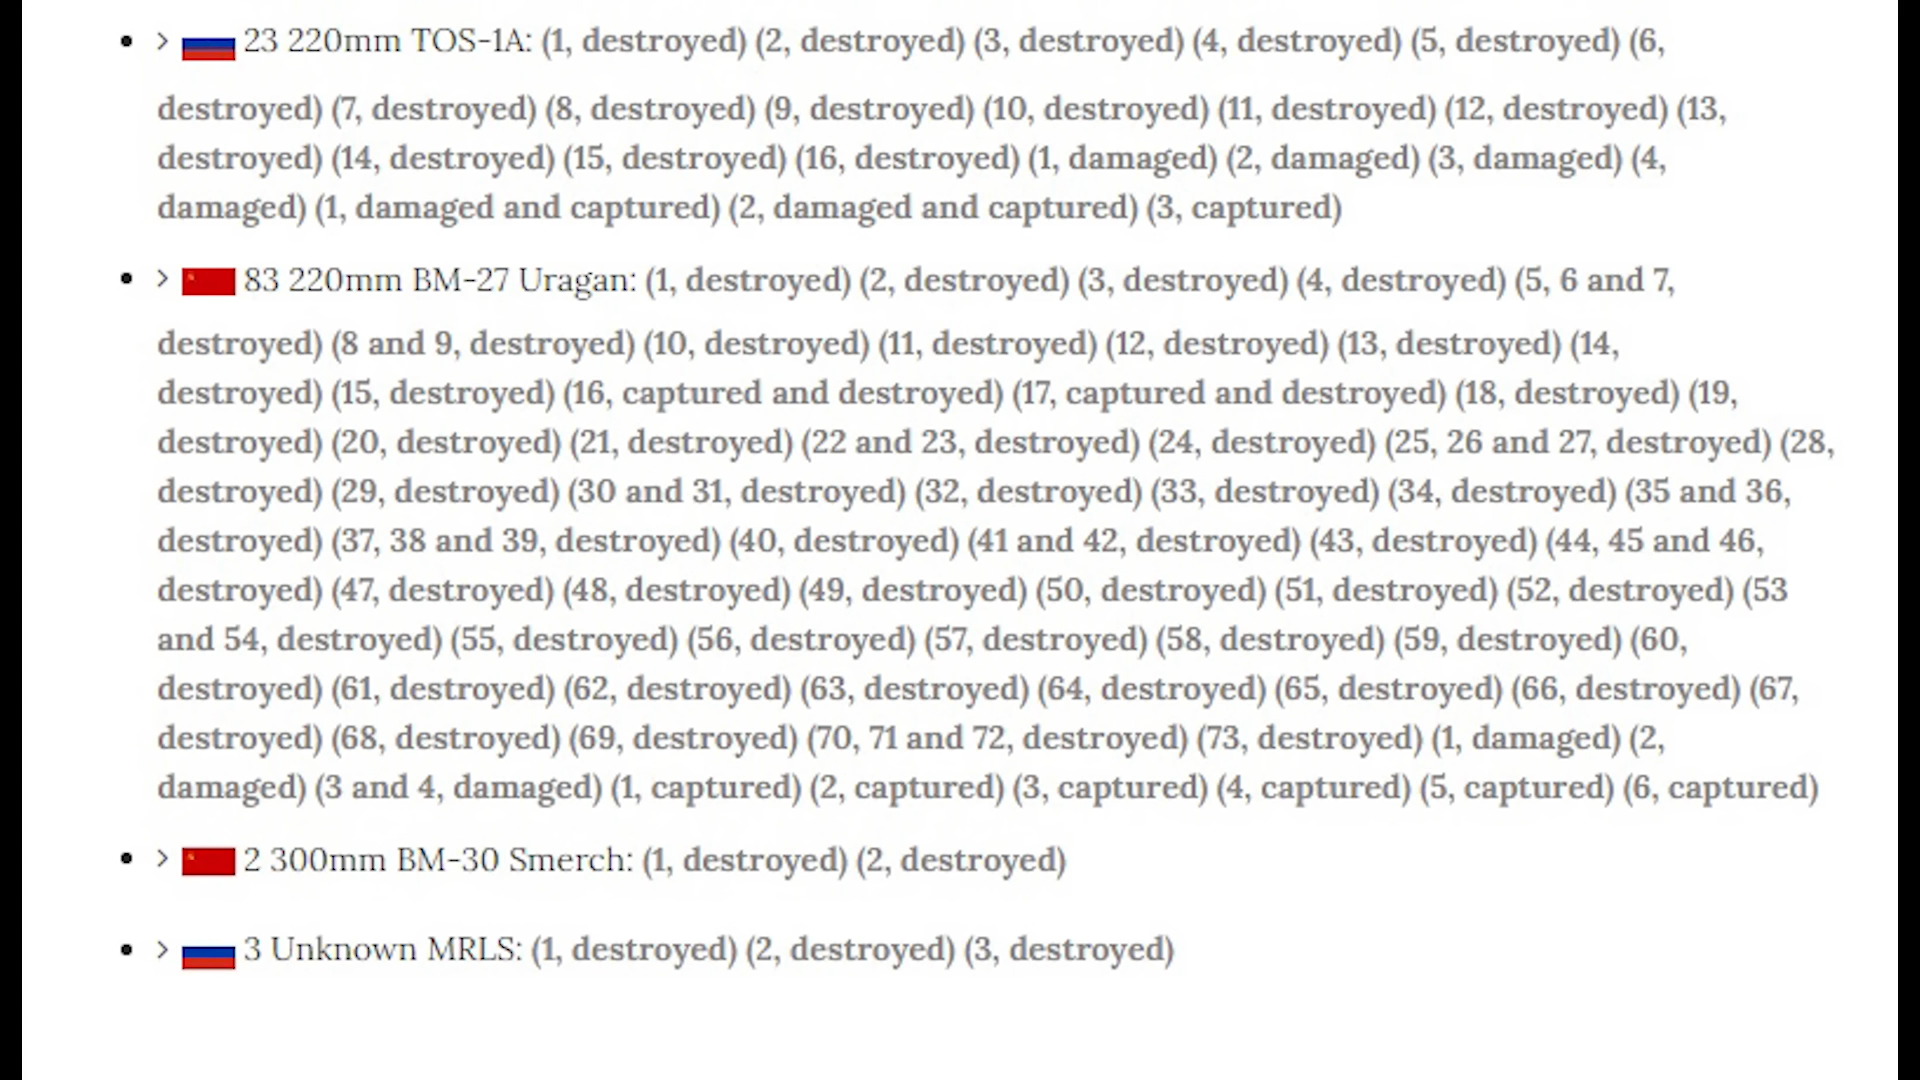 > 23 220mm TOS-1A: (1, destroyed) (2, destroyed) (3, destroyed) (4, destroyed) (5, destroyed) (6,
destroyed) (7, destroyed) (8, destroyed) (9, destroyed) (10, destroyed) (11, destroyed) (12, destroyed) (13,
destroyed) (14, destroyed) (15, destroyed) (16, destroyed) (1, damaged) (2, damaged) (3, damaged) (4,
damaged) (1, damaged and captured) (2, damaged and captured) (3, captured)
> 83 220mm BM-27 Uragan: (1, destroyed) (2, destroyed) (3, destroyed) (4, destroyed) (5, 6 and 7,
destroyed) (8 and 9, destroyed) (10, destroyed) (11, destroyed) (12, destroyed) (13, destroyed) (14,
destroyed) (15, destroyed) (16, captured and destroyed) (17, captured and destroyed) (18, destroyed) (19,
destroyed) (20, destroyed) (21, destroyed) (22 and 23, destroyed) (24, destroyed) (25, 26 and 27, destroyed) (28,
destroyed) (29, destroyed) (30 and 31, destroyed) (32, destroyed) (33, destroyed) (34, destroyed) (35 and 36,
destroyed) (37, 38 and 39, destroyed) (40, destroyed) (41 and 42, destroyed) (43, destroyed) (44, 45 and 46,
destroyed) (47, destroyed) (48, destroyed) (49, destroyed) (50, destroyed) (51, destroyed) (52, destroyed) (53
and 54, destroyed) (55, destroyed) (56, destroyed) (57, destroyed) (58, destroyed) (59, destroyed) (60,
destroyed) (61, destroyed) (62, destroyed) (63, destroyed) (64, destroyed) (65, destroyed) (66, destroyed) (67,
destroyed) (68, destroyed) (69, destroyed) (70, 71 and 72, destroyed) (73, destroyed) (1, damaged) (2,
damaged) (3 and 4, damaged) (1, captured) (2, captured) (3, captured) (4, captured) (5, captured) (6, captured)
> 2 300mm BM-30 Smerch: (1, destroyed) (2, destroyed)
> 3 Unknown MRLS: (1, destroyed) (2, destroyed) (3, destroyed)